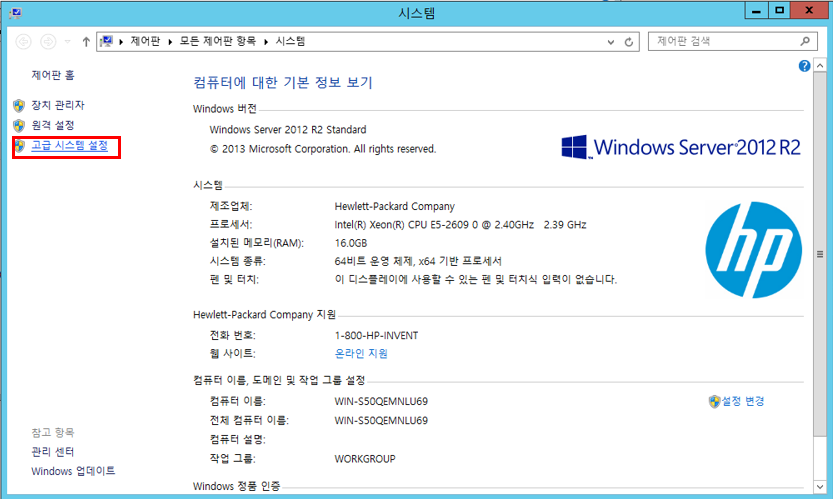 시스템
제어판 ▸ 모든 제어판 항목 ▸ 시스템
제어판 검색
제어판 홈
장치 관리자
원격 설정
고급 시스템 설정
컴퓨터에 대한 기본 정보 보기
Windows 버전
Windows Server 2012 R2 Standard
© 2013 Microsoft Corporation. All rights reserved.
Windows Server 2012 R2
시스템
제조업체: Hewlett-Packard Company
프로세서: Intel(R) Xeon(R) CPU E5-2609 0 @ 2.40GHz 2.39 GHz
설치된 메모리(RAM): 16.0GB
시스템 종류: 64비트 운영 체제, x64 기반 프로세서
펜 및 터치: 이 디스플레이에 사용할 수 있는 펜 및 터치식 입력이 없습니다.
hp
Hewlett-Packard Company 지원
전화 번호: 1-800-HP-INVENT
웹 사이트: 온라인 지원
컴퓨터 이름, 도메인 및 작업 그룹 설정
컴퓨터 이름: WIN-S50QEMNLU69
설정 변경
전체 컴퓨터 이름: WIN-S50QEMNLU69
컴퓨터 설명:
작업 그룹: WORKGROUP
참고 항목
관리 센터
Windows 업데이트
Windows 정품 인증